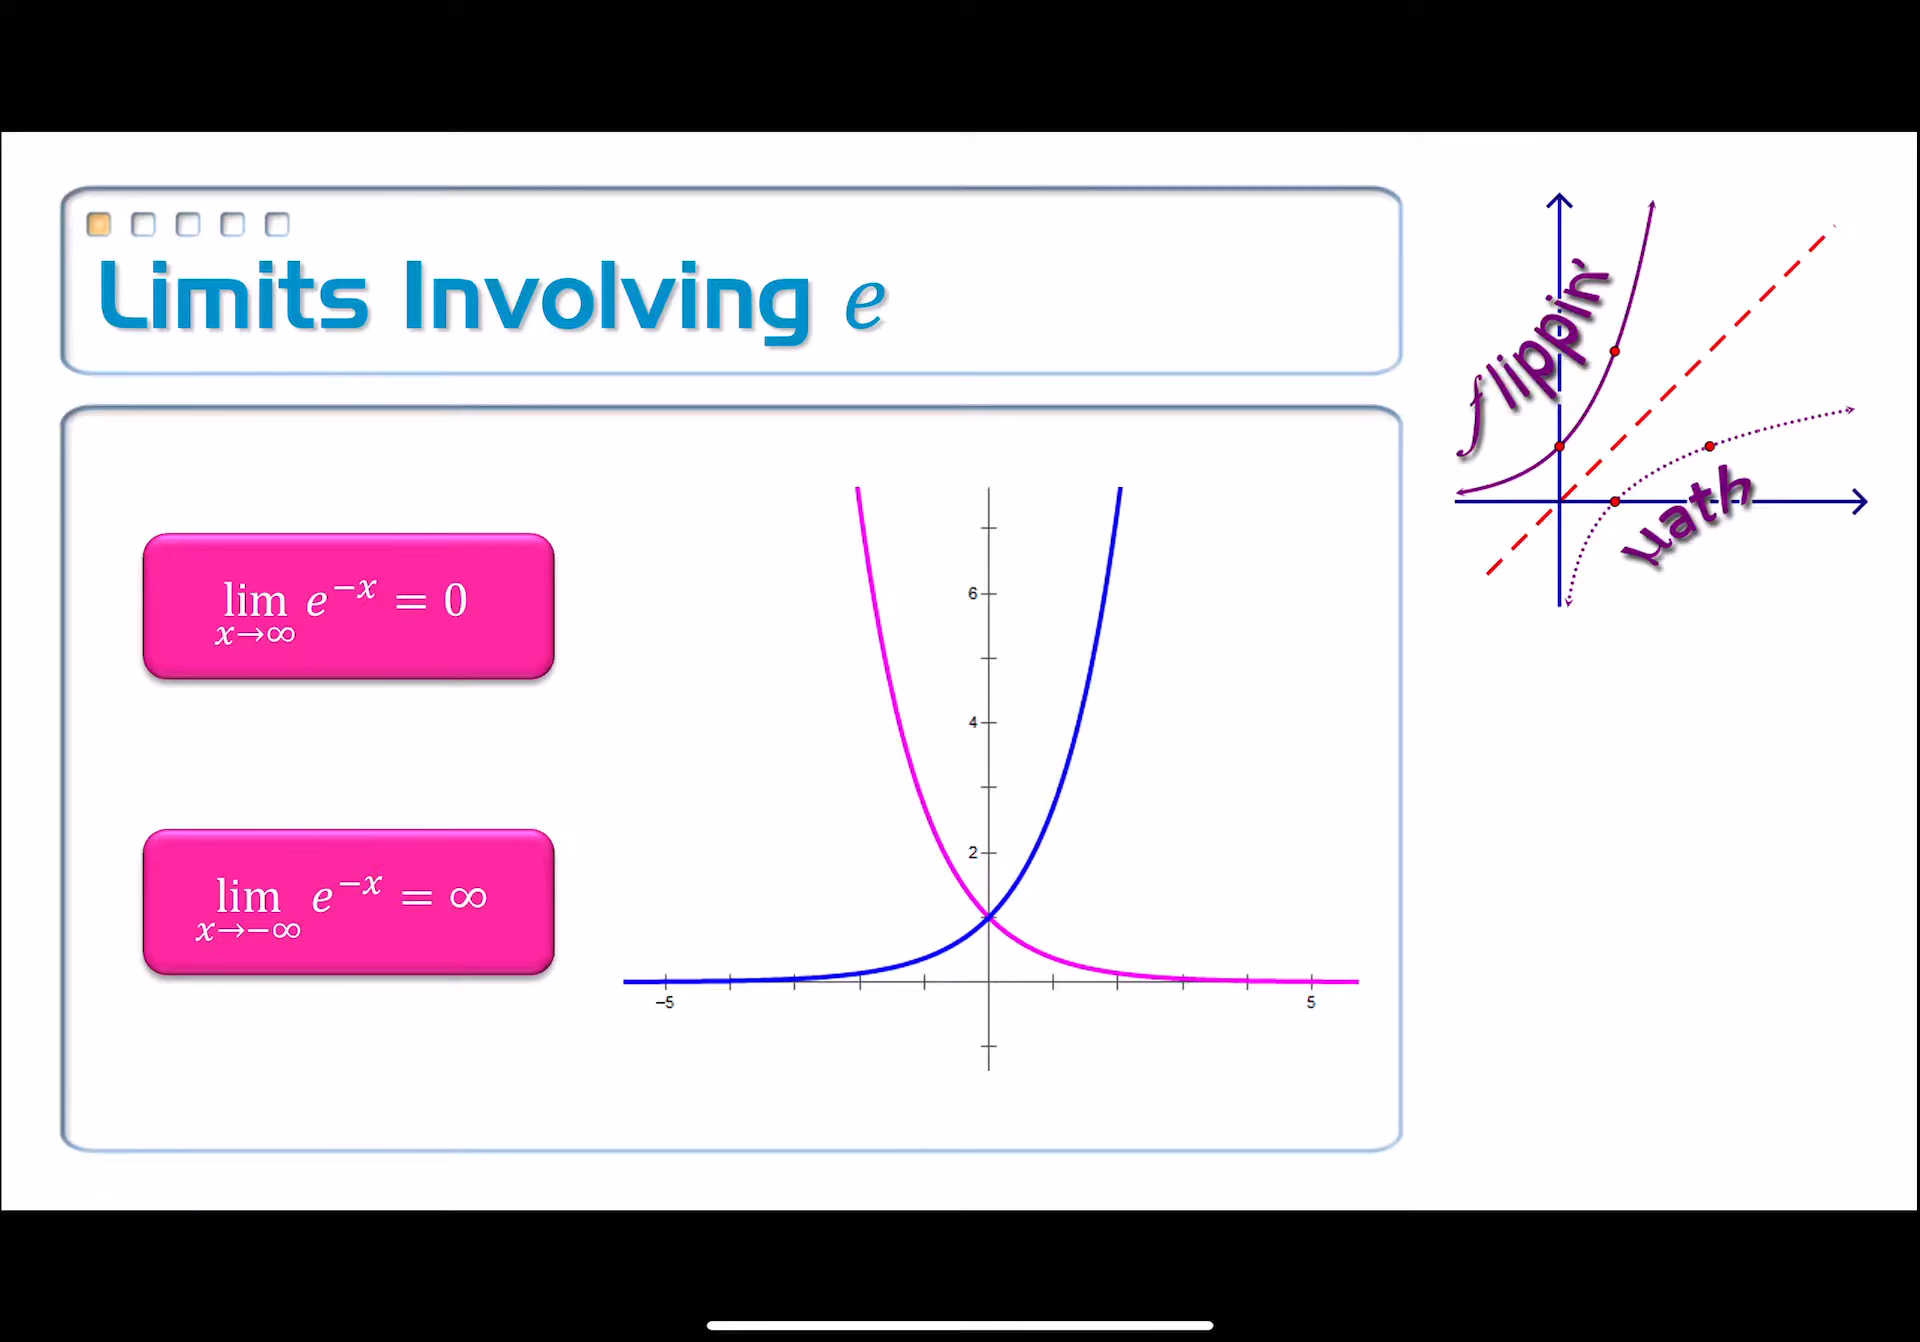 Limits Involving e
flippin'
math
lim e^{-x} = 0
x→∞
lim e^{-x} = ∞
x→−∞
6
4
2
−5
5